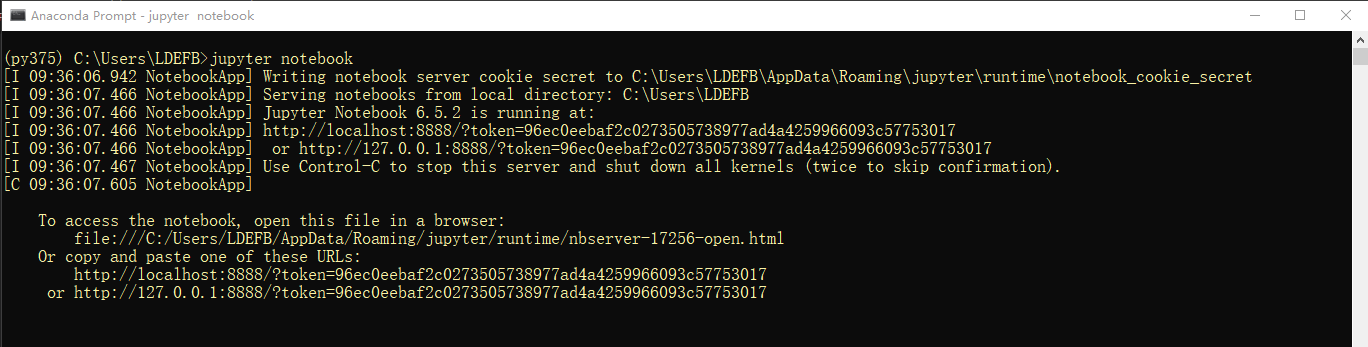 Anaconda Prompt - jupyter  notebook
(py375) C:\Users\LDEFB>jupyter notebook
[I 09:36:06.942 NotebookApp] Writing notebook server cookie secret to C:\Users\LDEFB\AppData\Roaming\jupyter\runtime\notebook_cookie_secret
[I 09:36:07.466 NotebookApp] Serving notebooks from local directory: C:\Users\LDEFB
[I 09:36:07.466 NotebookApp] Jupyter Notebook 6.5.2 is running at:
[I 09:36:07.466 NotebookApp] http://localhost:8888/?token=96ec0eebaf2c0273505738977ad4a4259966093c57753017
[I 09:36:07.466 NotebookApp]  or http://127.0.0.1:8888/?token=96ec0eebaf2c0273505738977ad4a4259966093c57753017
[I 09:36:07.467 NotebookApp] Use Control-C to stop this server and shut down all kernels (twice to skip confirmation).
[C 09:36:07.605 NotebookApp]
To access the notebook, open this file in a browser:
file:///C:/Users/LDEFB/AppData/Roaming/jupyter/runtime/nbserver-17256-open.html
Or copy and paste one of these URLs:
http://localhost:8888/?token=96ec0eebaf2c0273505738977ad4a4259966093c57753017
or http://127.0.0.1:8888/?token=96ec0eebaf2c0273505738977ad4a4259966093c57753017